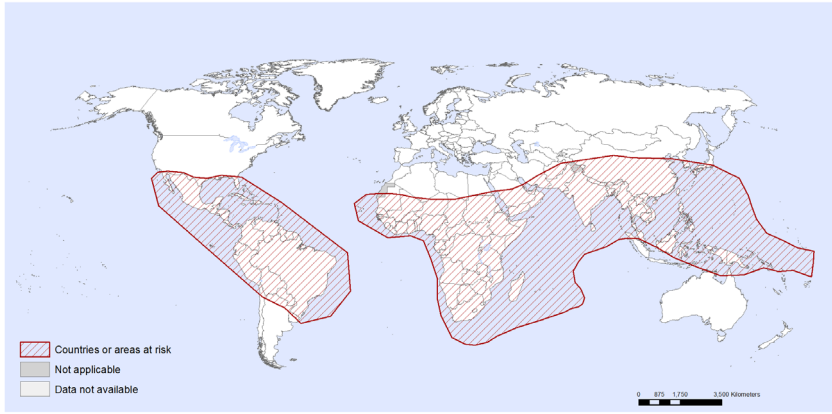 Countries or areas at risk
Not applicable
Data not available
0 875 1,750 3,500 Kilometers